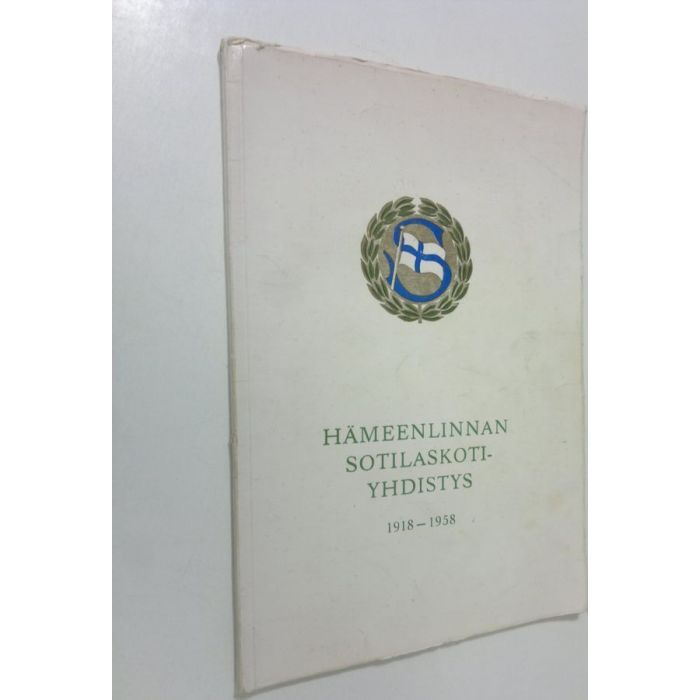 S
HÄMEENLINNAN
SOTILASKOTI-
YHDISTYS
1918 – 1958